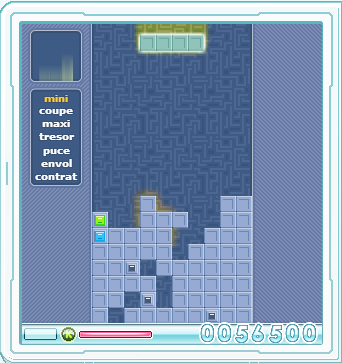 mini
coupe
maxi
tresor
puce
envol
contrat
0056500